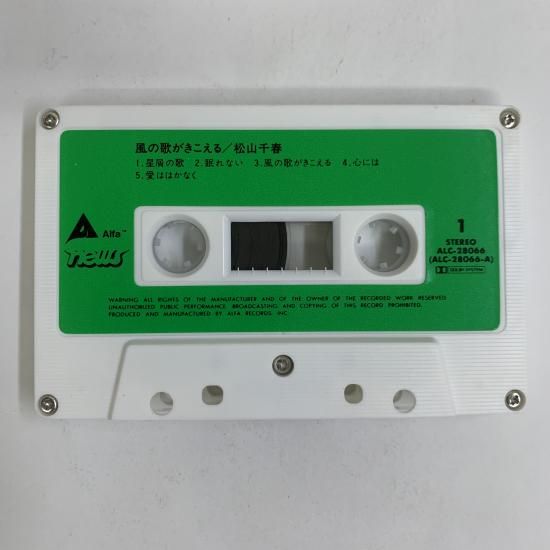 風の歌がきこえる/松山千春
1.星屑の歌 2.眠れない 3.風の歌がきこえる 4.心には
5.愛ははかなく
Alfa™
news
1
STEREO
ALC-28066
(ALC-28066-A)
DOLBY SYSTEM
WARNING: ALL RIGHTS OF THE MANUFACTURER AND OF THE OWNER OF THE RECORDED WORK RESERVED
UNAUTHORIZED PUBLIC PERFORMANCE, BROADCASTING AND COPYING OF THIS RECORD PROHIBITED.
PRODUCED AND MANUFACTURED BY ALFA RECORDS, INC.